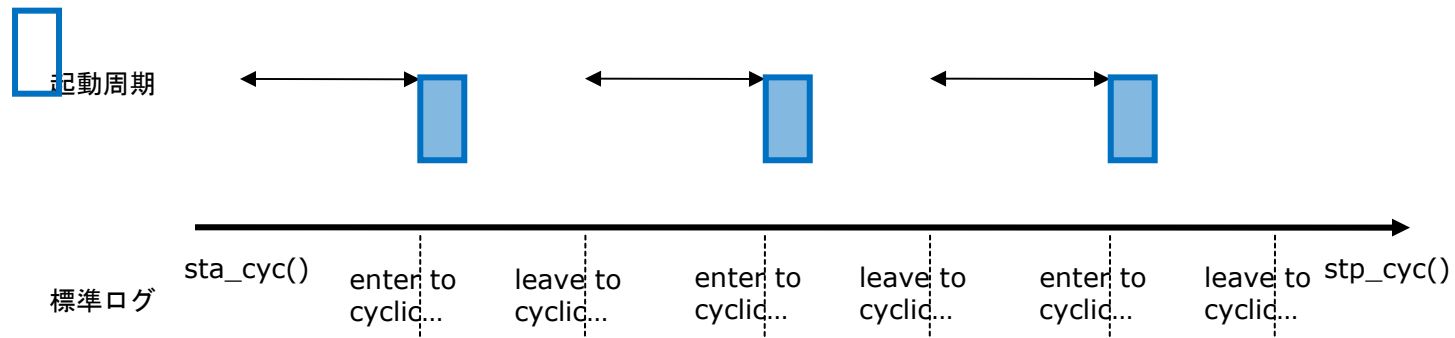 起動周期
標準ログ
sta_cyc()
enter to
cyclic…
leave to
cyclic…
enter to
cyclic…
leave to
cyclic…
enter to
cyclic…
leave to
cyclic…
stp_cyc()